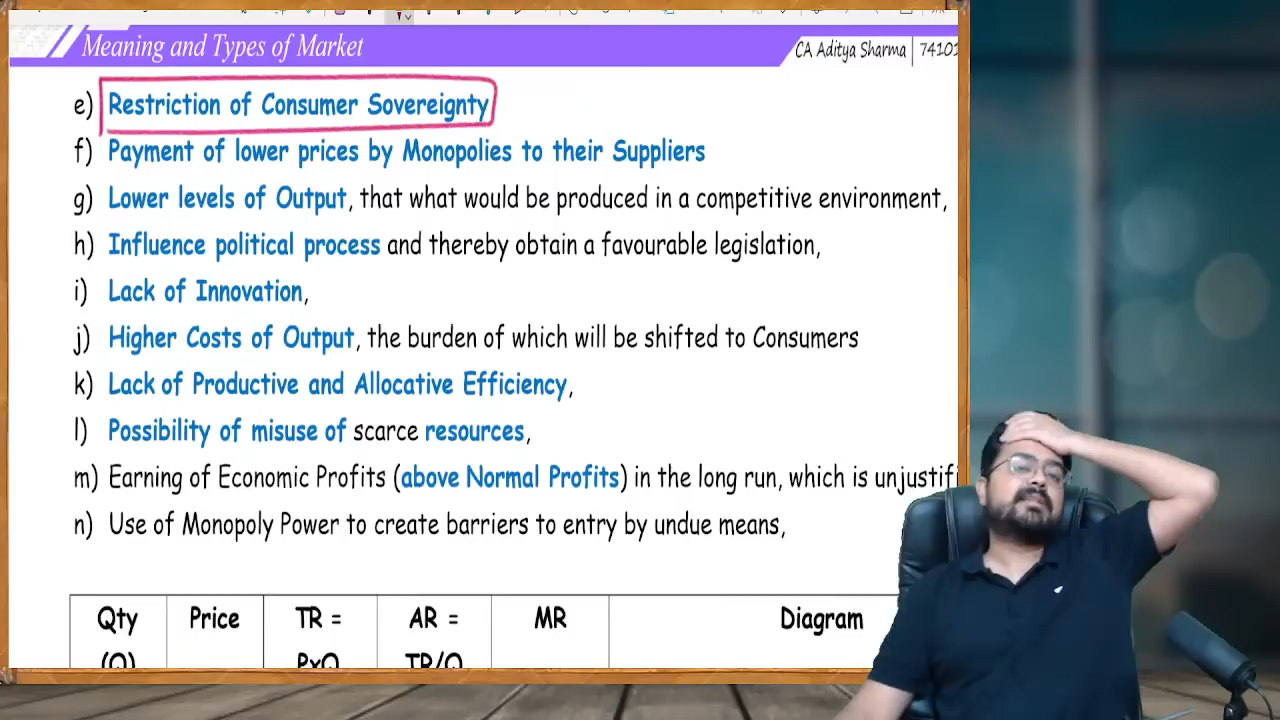 Meaning and Types of Market
CA Aditya Sharma | 74101
e) Restriction of Consumer Sovereignty
f) Payment of lower prices by Monopolies to their Suppliers
g) Lower levels of Output, that what would be produced in a competitive environment,
h) Influence political process and thereby obtain a favourable legislation,
i) Lack of Innovation,
j) Higher Costs of Output, the burden of which will be shifted to Consumers
k) Lack of Productive and Allocative Efficiency,
l) Possibility of misuse of scarce resources,
m) Earning of Economic Profits (above Normal Profits) in the long run, which is unjustifi
n) Use of Monopoly Power to create barriers to entry by undue means,
Qty Price TR = AR = MR Diagram
(Q) PxQ TR/Q